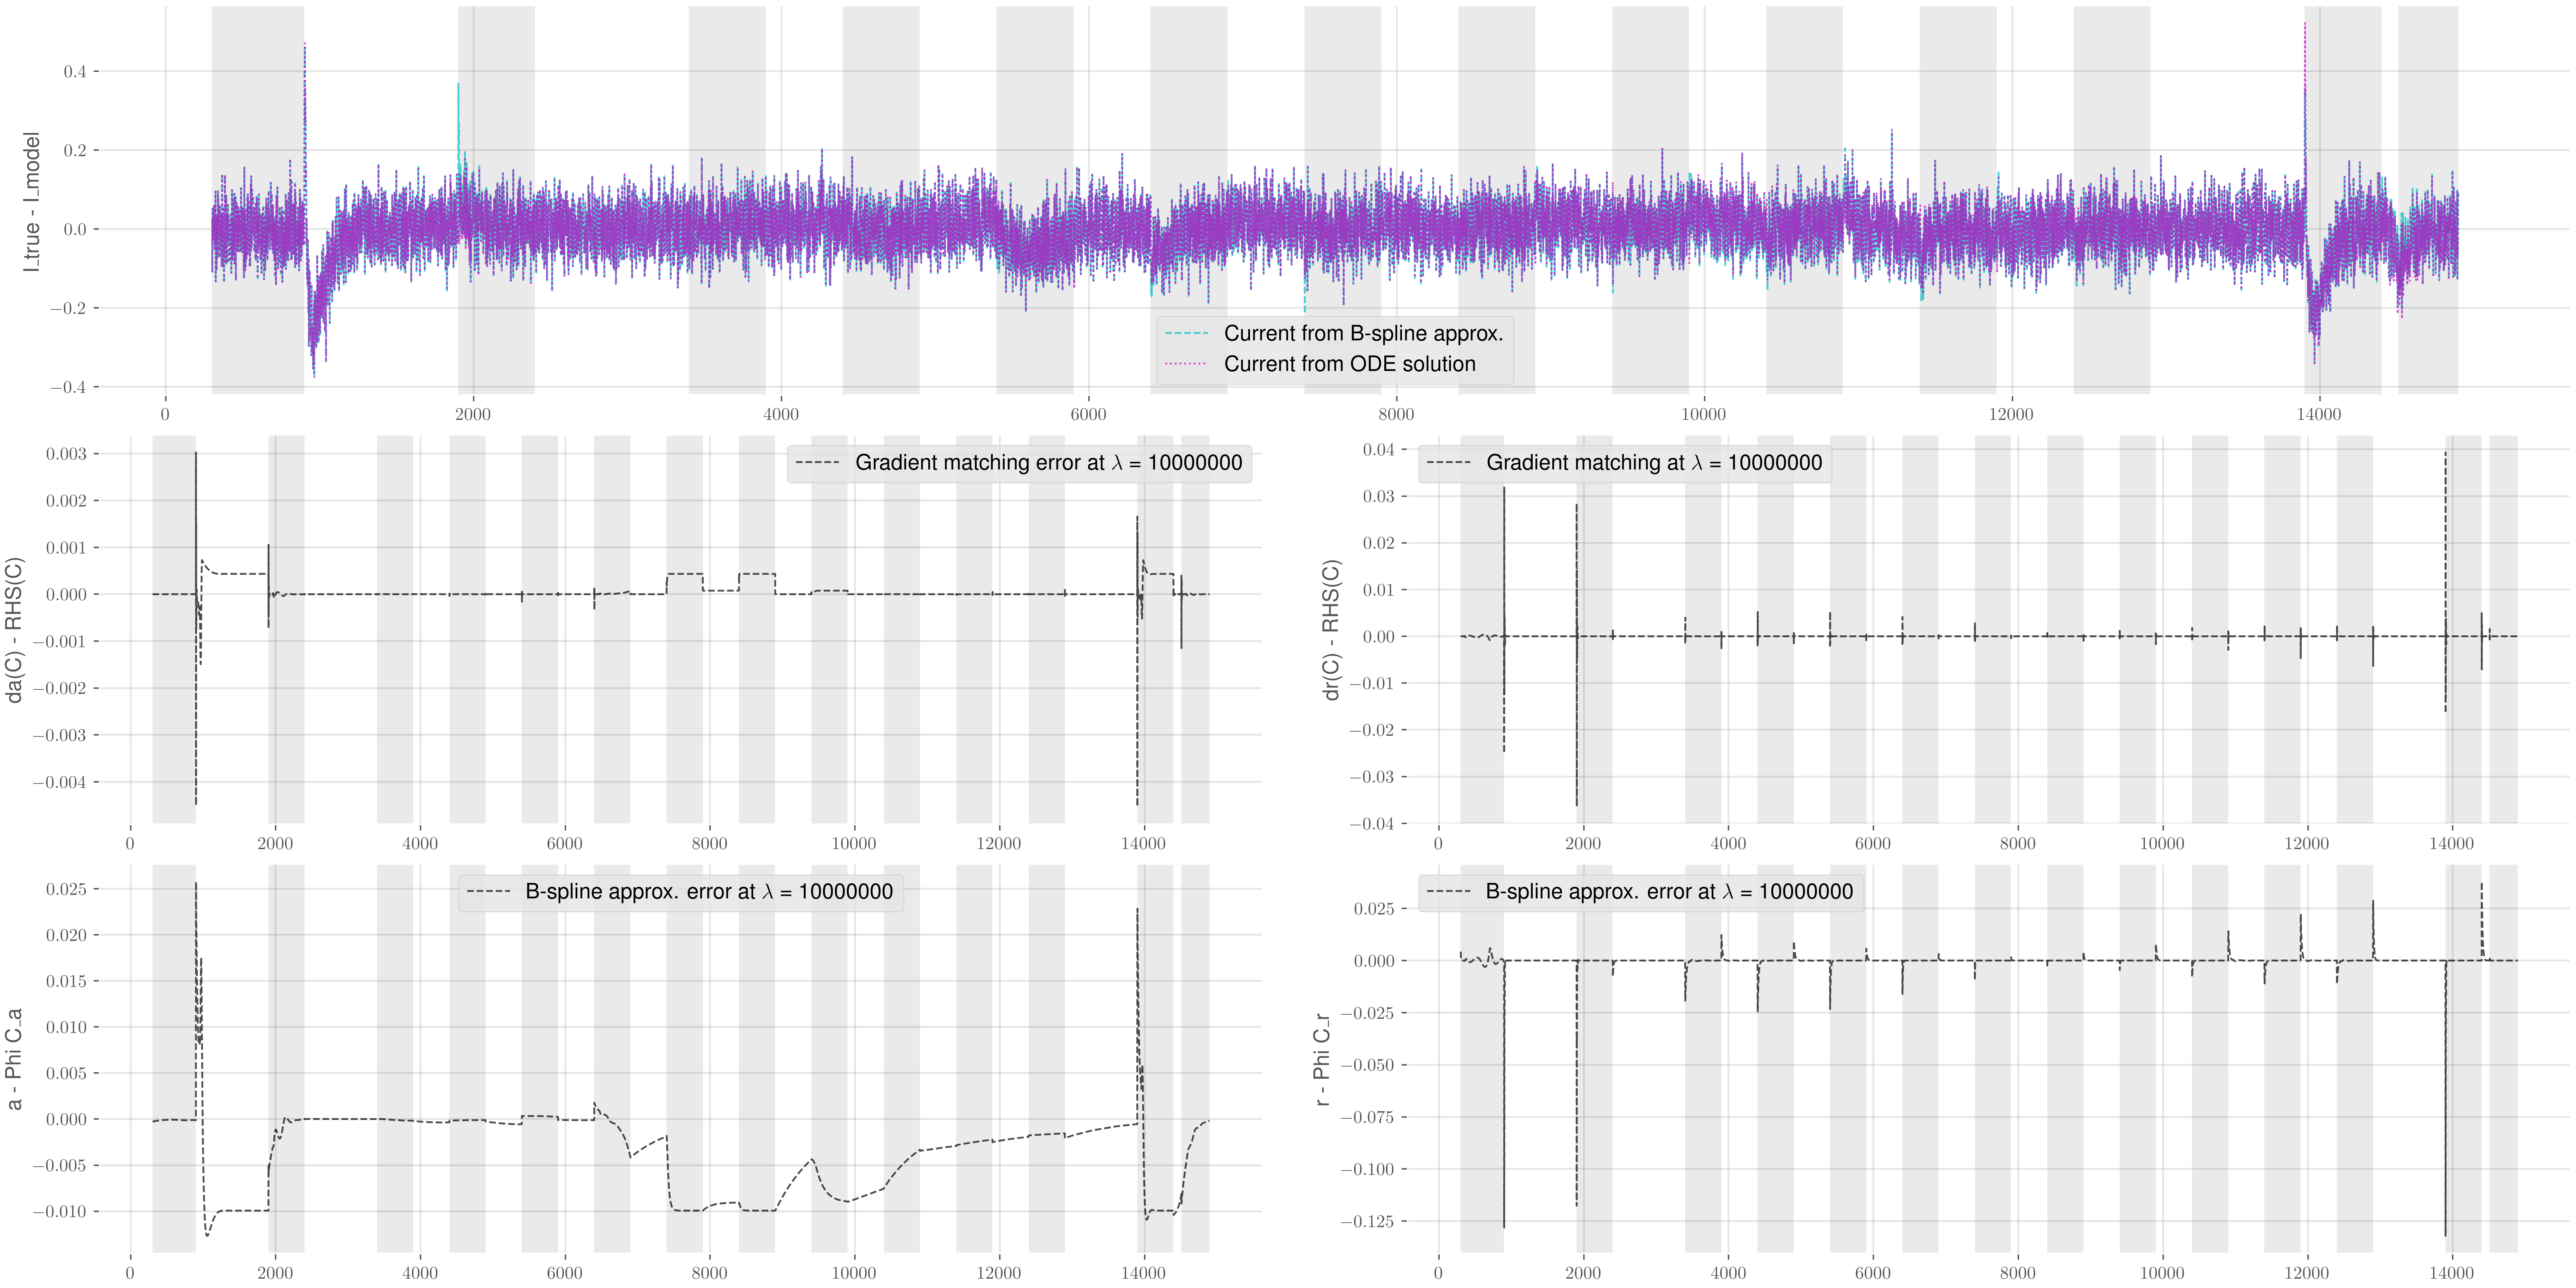 I_true - I_model
0.4
0.2
0.0
−0.2
−0.4
Current from B-spline approx.
Current from ODE solution
0 2000 4000 6000 8000 10000 12000 14000
da(C) - RHS(C)
0.003
0.002
0.001
0.000
−0.001
−0.002
−0.003
−0.004
Gradient matching error at λ = 10000000
0 2000 4000 6000 8000 10000 12000 14000
dr(C) - RHS(C)
0.04
0.03
0.02
0.01
0.00
−0.01
−0.02
−0.03
−0.04
Gradient matching at λ = 10000000
0 2000 4000 6000 8000 10000 12000 14000
a - Phi C_a
0.025
0.020
0.015
0.010
0.005
0.000
−0.005
−0.010
B-spline approx. error at λ = 10000000
0 2000 4000 6000 8000 10000 12000 14000
r - Phi C_r
0.025
0.000
−0.025
−0.050
−0.075
−0.100
−0.125
B-spline approx. error at λ = 10000000
0 2000 4000 6000 8000 10000 12000 14000